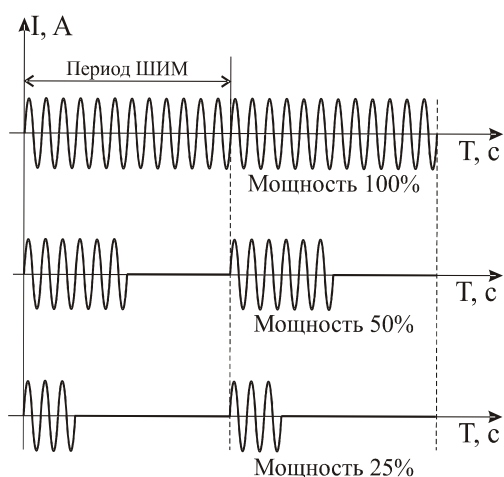 I, A
Период ШИМ
T, c
Мощность 100%
T, c
Мощность 50%
T, c
Мощность 25%